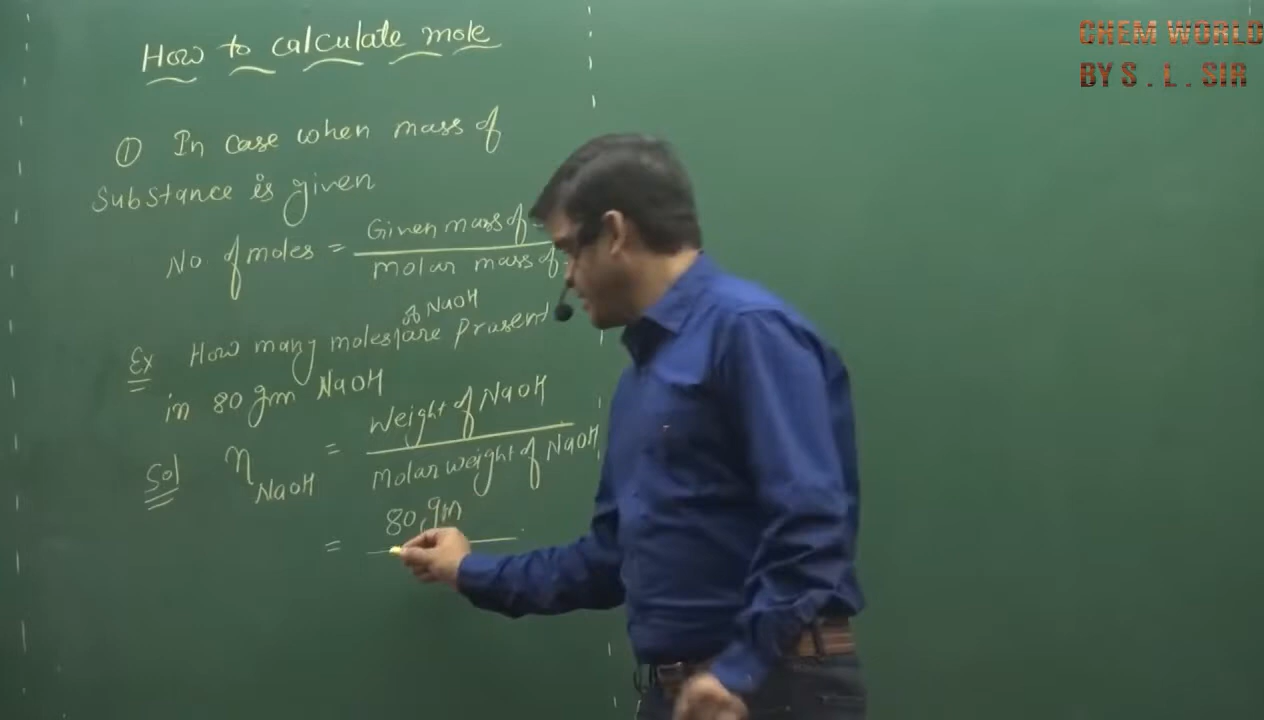 How to calculate mole
① In case when mass of
Substance is given
No. of moles = Given mass of
Molar mass of
of NaOH
Ex How many moles are present
in 80 gm NaOH
Sol n NaOH = Weight of NaOH
Molar weight of NaOH
= 80 gm
CHEM WORLD
BY S . L . SIR